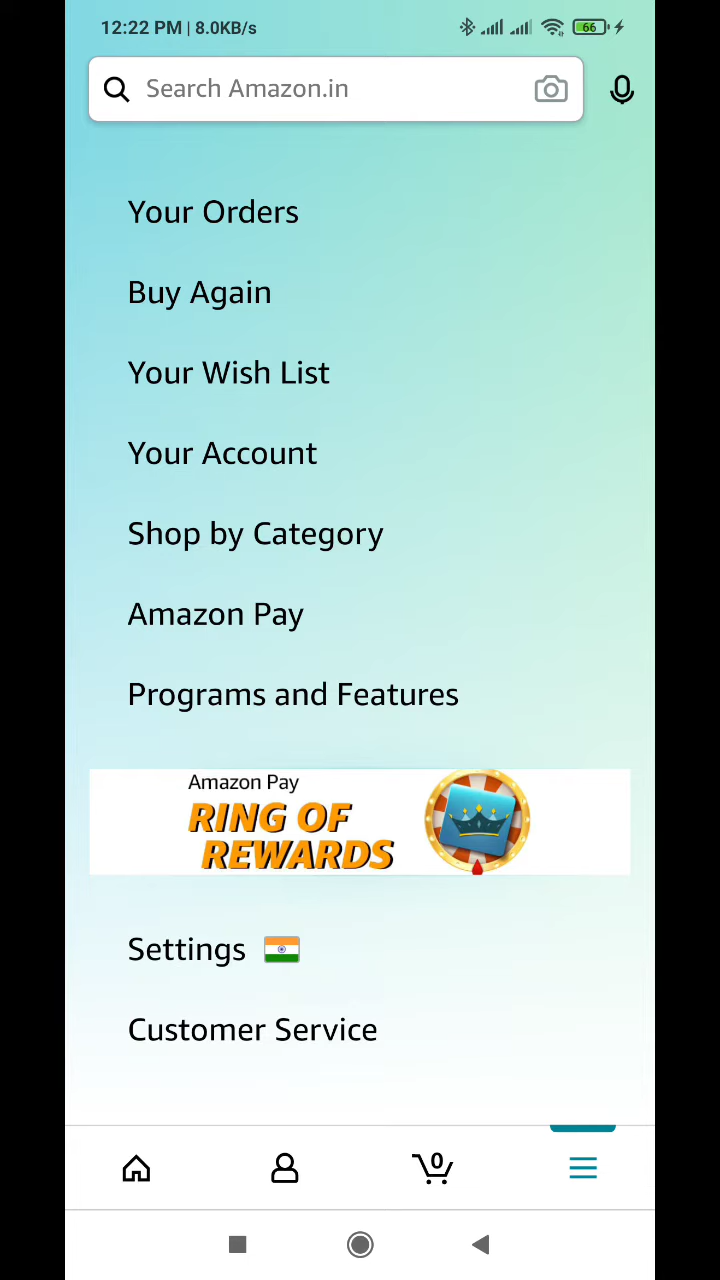 12:22 PM | 8.0KB/s
66
Search Amazon.in
Your Orders
Buy Again
Your Wish List
Your Account
Shop by Category
Amazon Pay
Programs and Features
Amazon Pay
RING OF
REWARDS
Settings
Customer Service
0